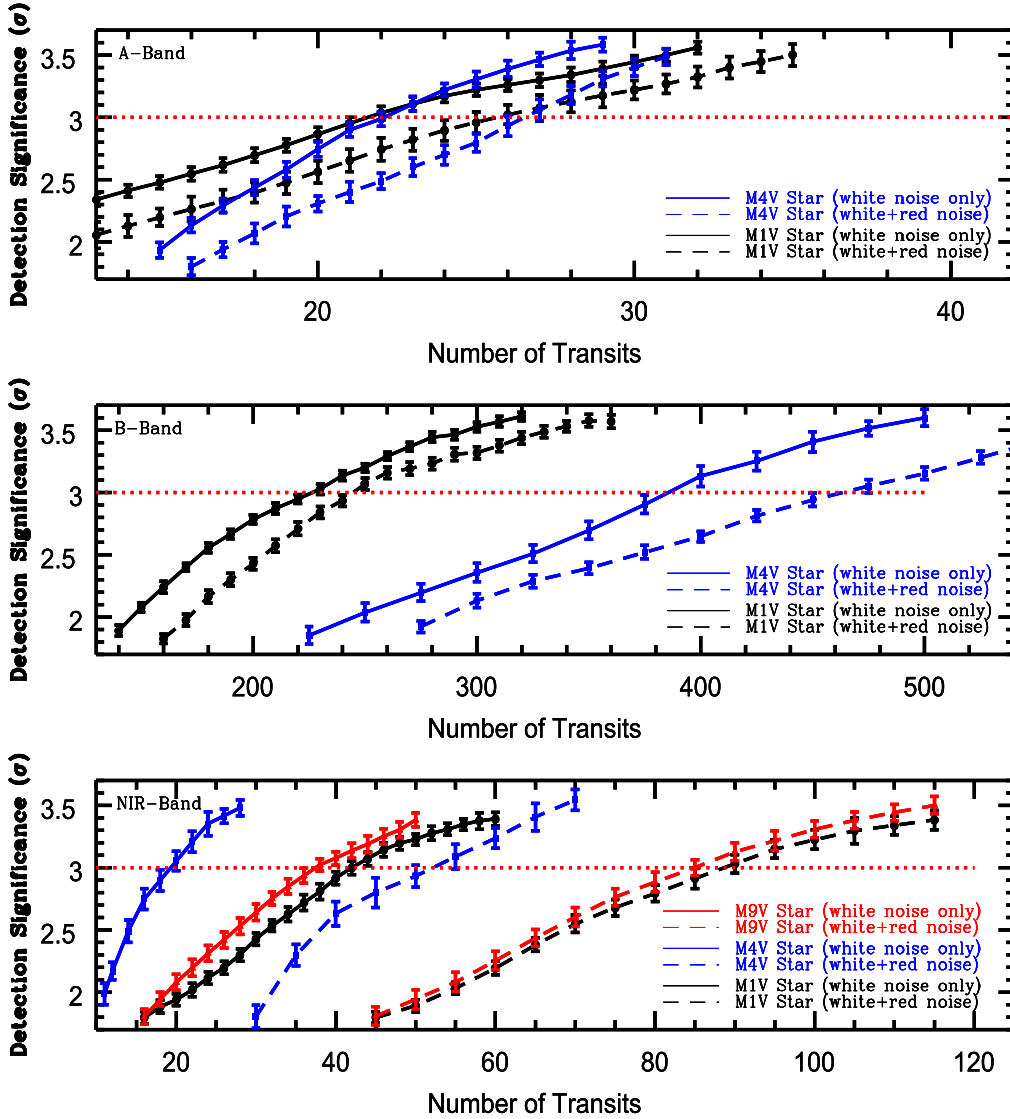 Detection Significance (σ)
3.5
3
2.5
2
A-Band
M4V Star (white noise only)
M4V Star (white+red noise)
M1V Star (white noise only)
M1V Star (white+red noise)
20 30 40
Number of Transits
Detection Significance (σ)
3.5
3
2.5
2
B-Band
M4V Star (white noise only)
M4V Star (white+red noise)
M1V Star (white noise only)
M1V Star (white+red noise)
200 300 400 500
Number of Transits
Detection Significance (σ)
3.5
3
2.5
2
NIR-Band
M9V Star (white noise only)
M9V Star (white+red noise)
M4V Star (white noise only)
M4V Star (white+red noise)
M1V Star (white noise only)
M1V Star (white+red noise)
20 40 60 80 100 120
Number of Transits